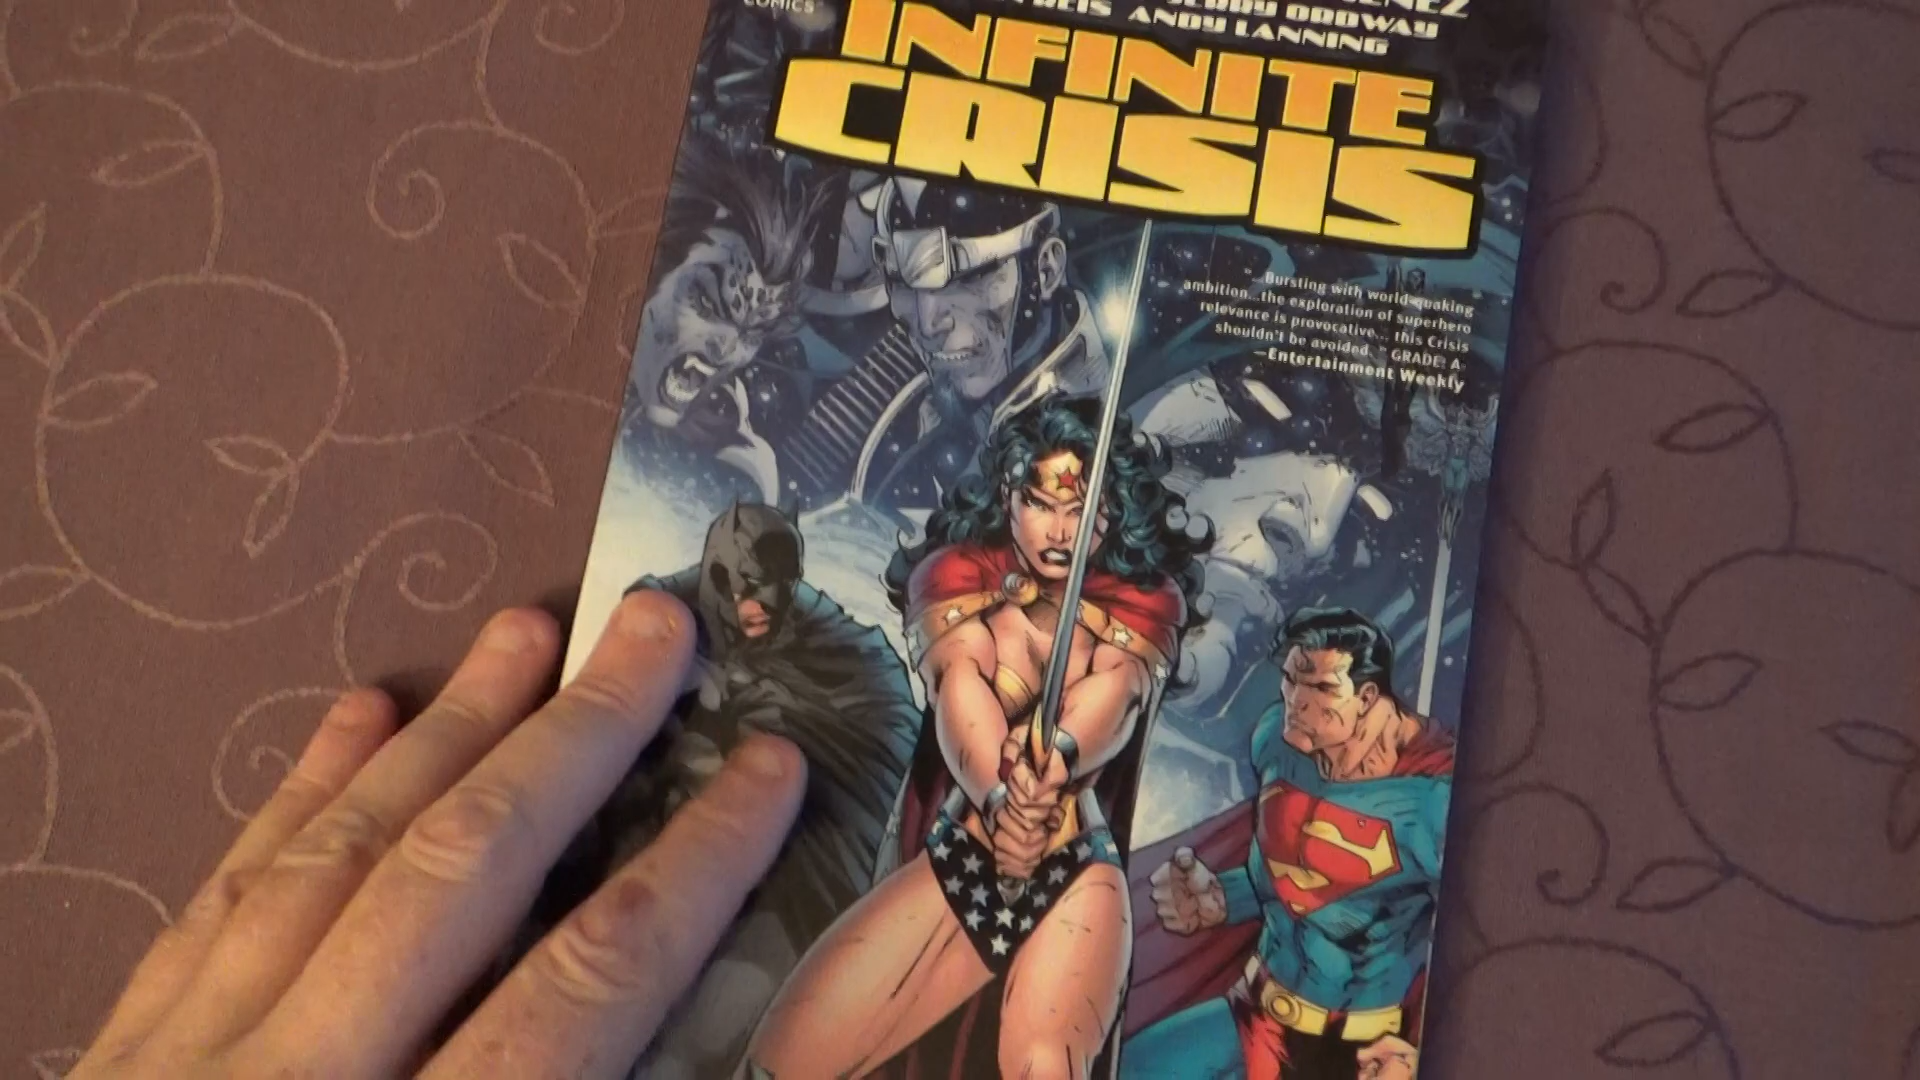 COMICS
REIS ANDY LANNING
ORDWAY
INFINITE
CRISIS
"Bursting with world-quaking
ambition...the exploration of superhero
relevance is provocative... this Crisis
shouldn't be avoided." GRADE: A-
—Entertainment Weekly